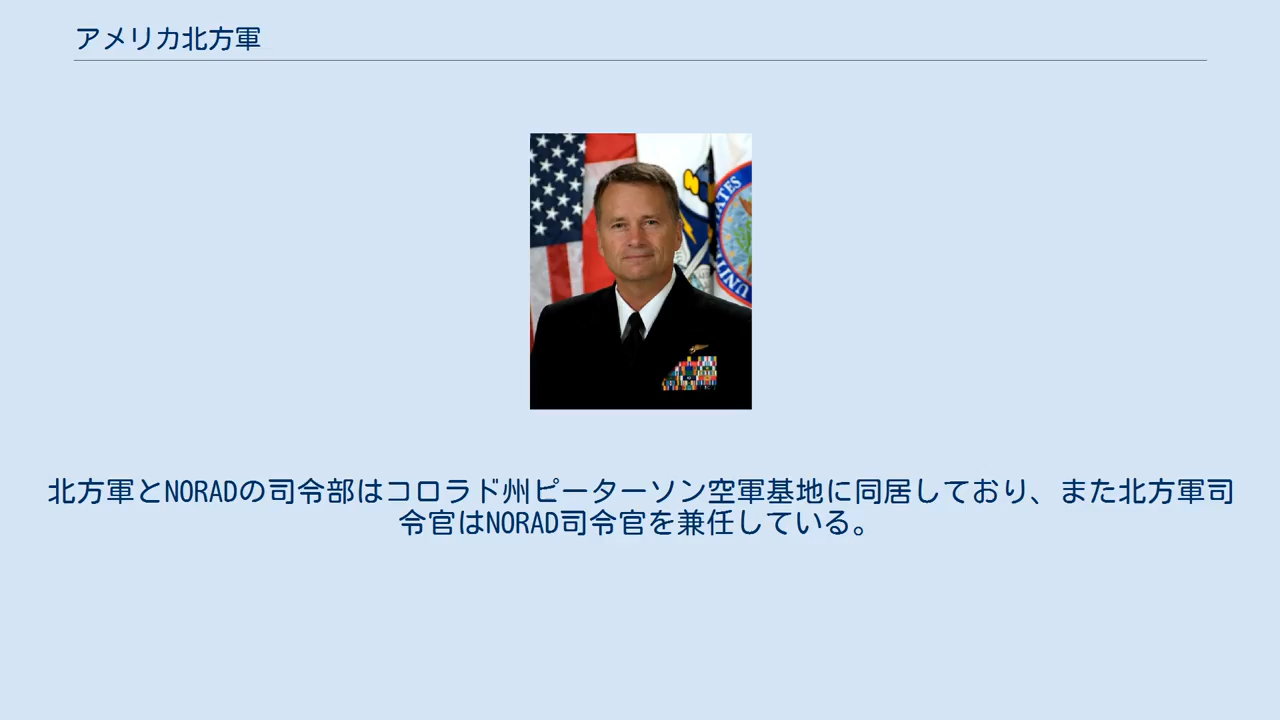 アメリカ北方軍
ATES
UNIT
北方軍とNORADの司令部はコロラド州ピーターソン空軍基地に同居しており、また北方軍司
令官はNORAD司令官を兼任している。